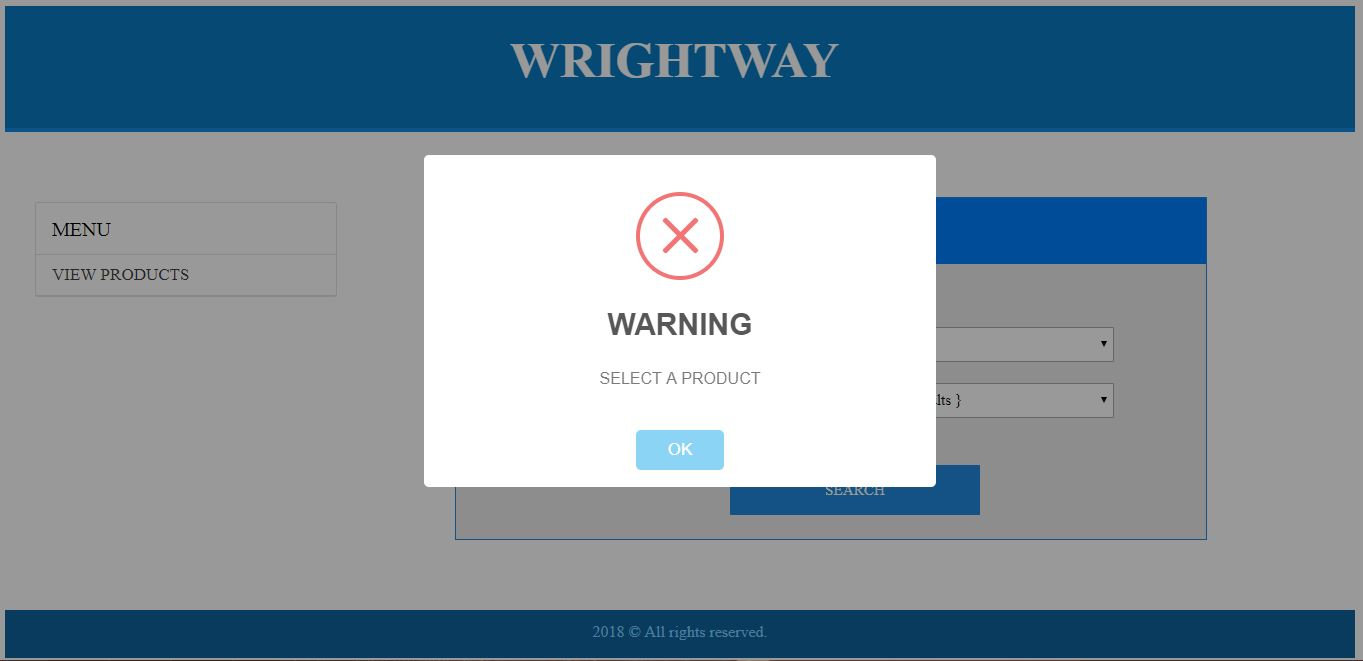 WRIGHTWAY
MENU
VIEW PRODUCTS
WARNING
SELECT A PRODUCT
OK
}
SEARCH
2018 © All rights reserved.